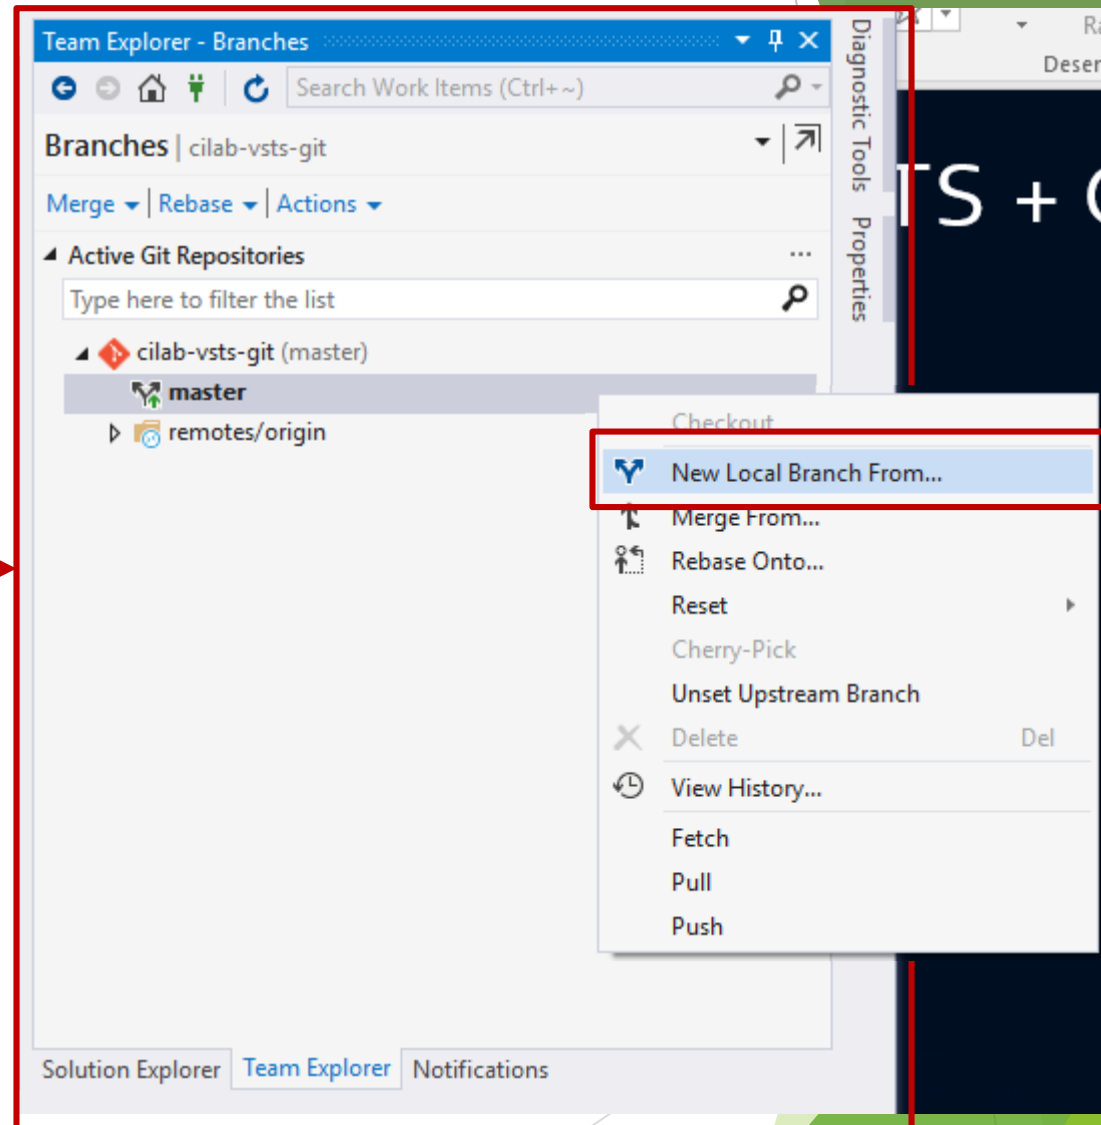 Team Explorer - Branches
Search Work Items (Ctrl+~)
Branches | cilab-vsts-git
Merge | Rebase | Actions
Active Git Repositories
...
Type here to filter the list
cilab-vsts-git (master)
master
remotes/origin
Checkout
New Local Branch From...
Merge From...
Rebase Onto...
Reset
Cherry-Pick
Unset Upstream Branch
Delete Del
View History...
Fetch
Pull
Push
Solution Explorer Team Explorer Notifications
Diagnostic Tools
Properties
Ra
Deser
TS +